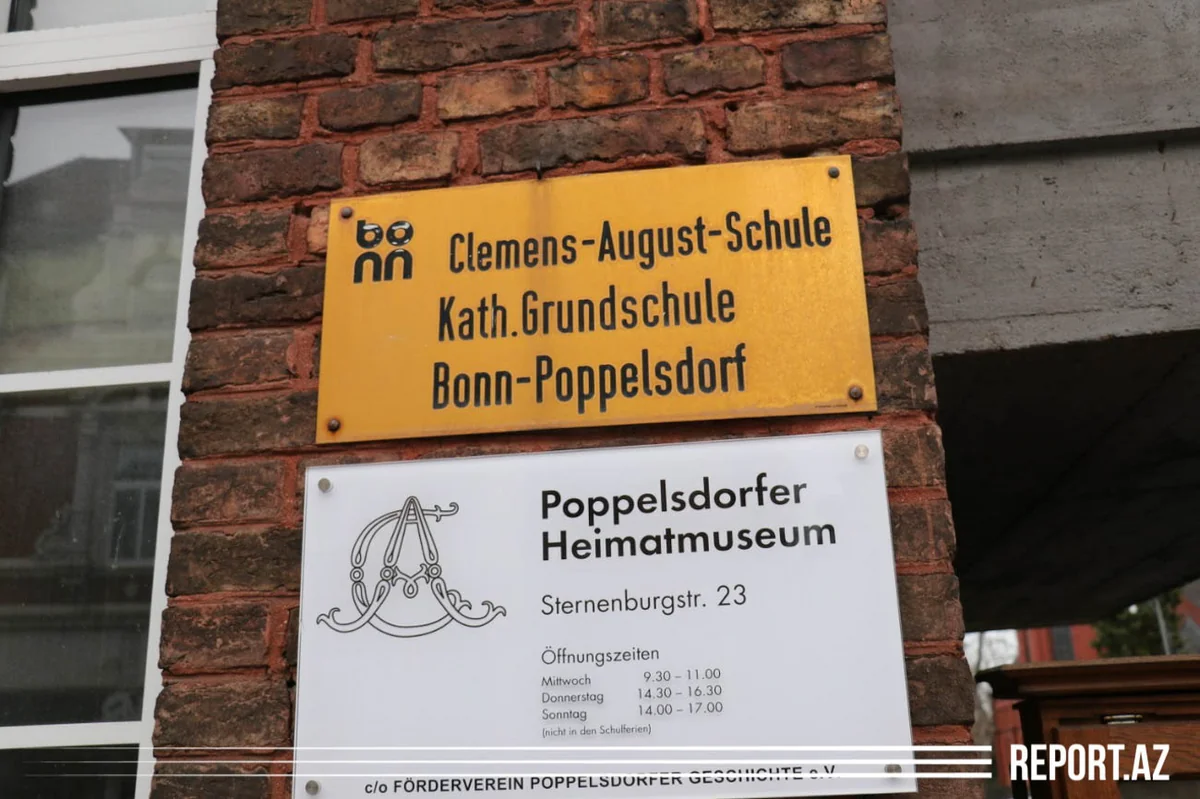 bonn
Clemens-August-Schule
Kath.Grundschule
Bonn-Poppelsdorf
CA
Poppelsdorfer
Heimatmuseum
Sternenburgstr. 23
Öffnungszeiten
Mittwoch 9.30 – 11.00
Donnerstag 14.30 – 16.30
Sonntag 14.00 – 17.00
(nicht in den Schulferien)
c/o FÖRDERVEREIN POPPELSDORFER GESCHICHTE e.V.
REPORT.AZ